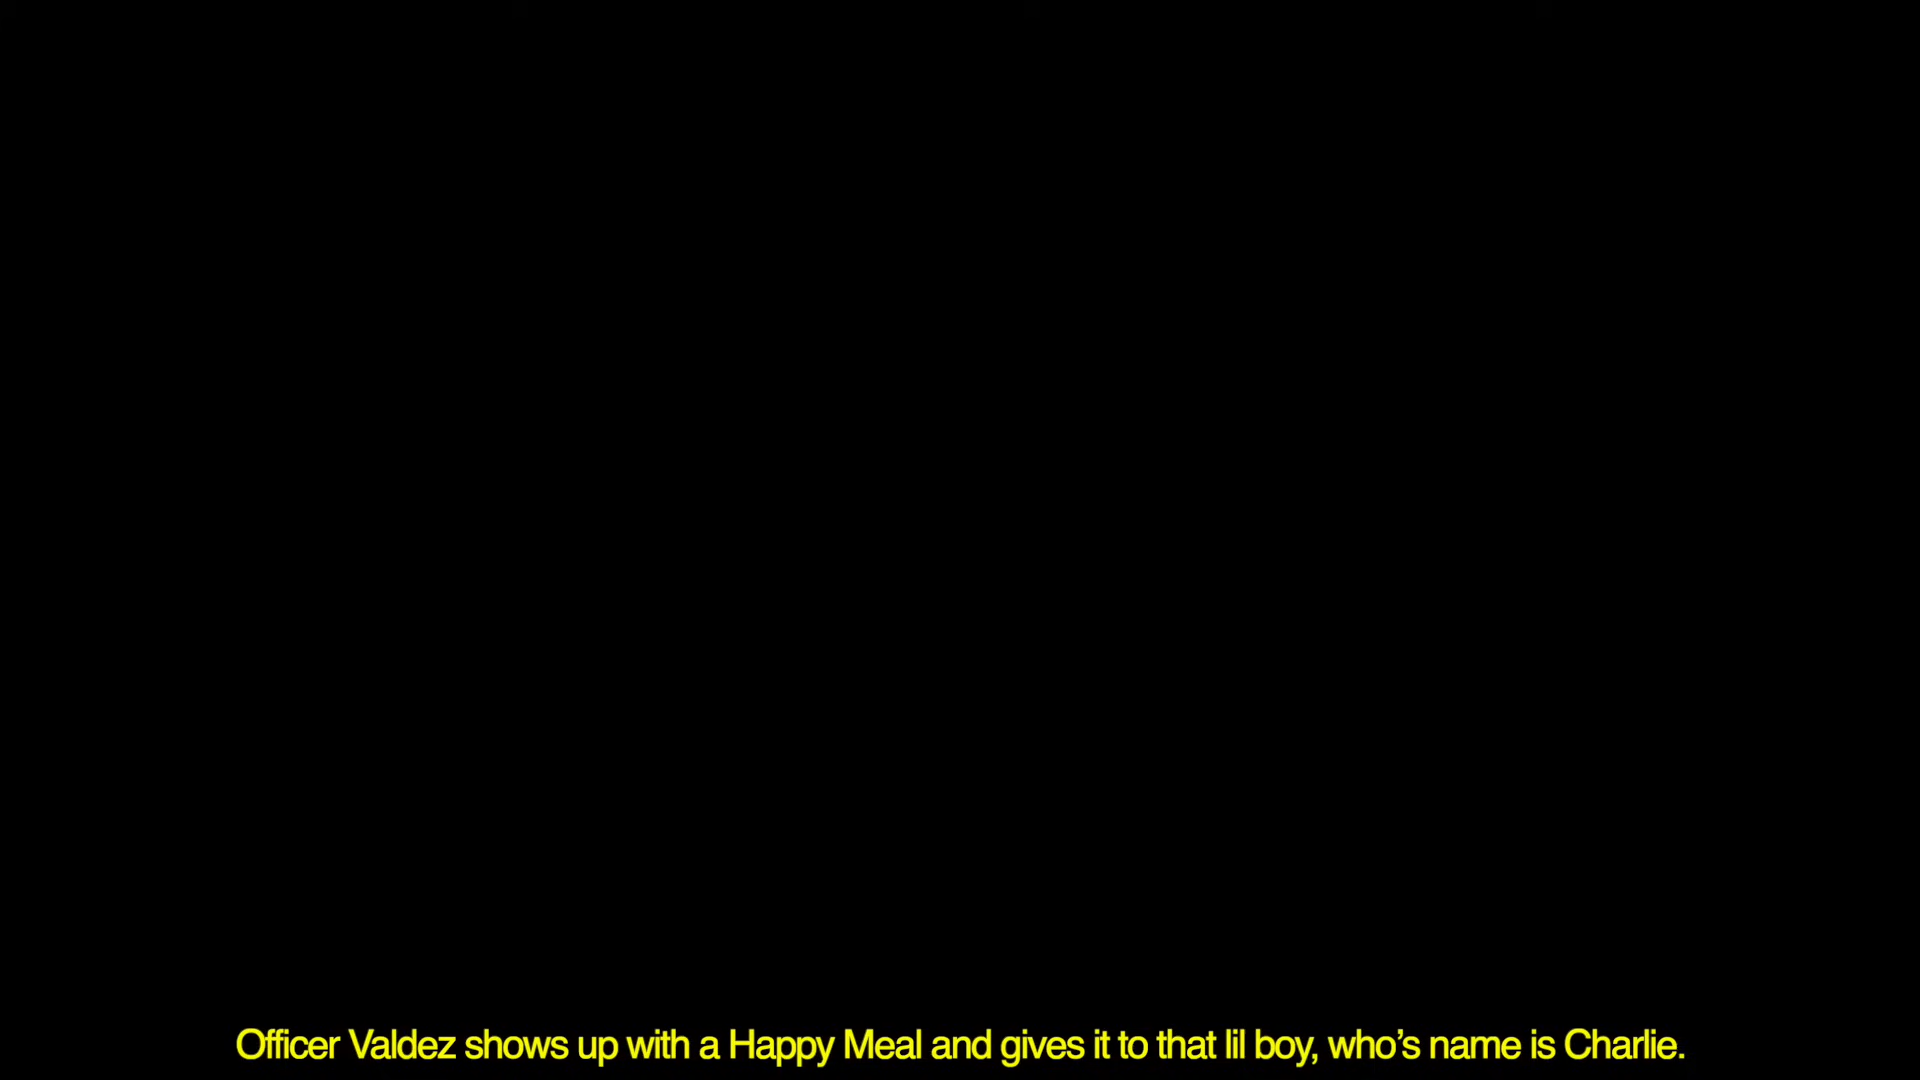 Officer Valdez shows up with a Happy Meal and gives it to that lil boy, who’s name is Charlie.